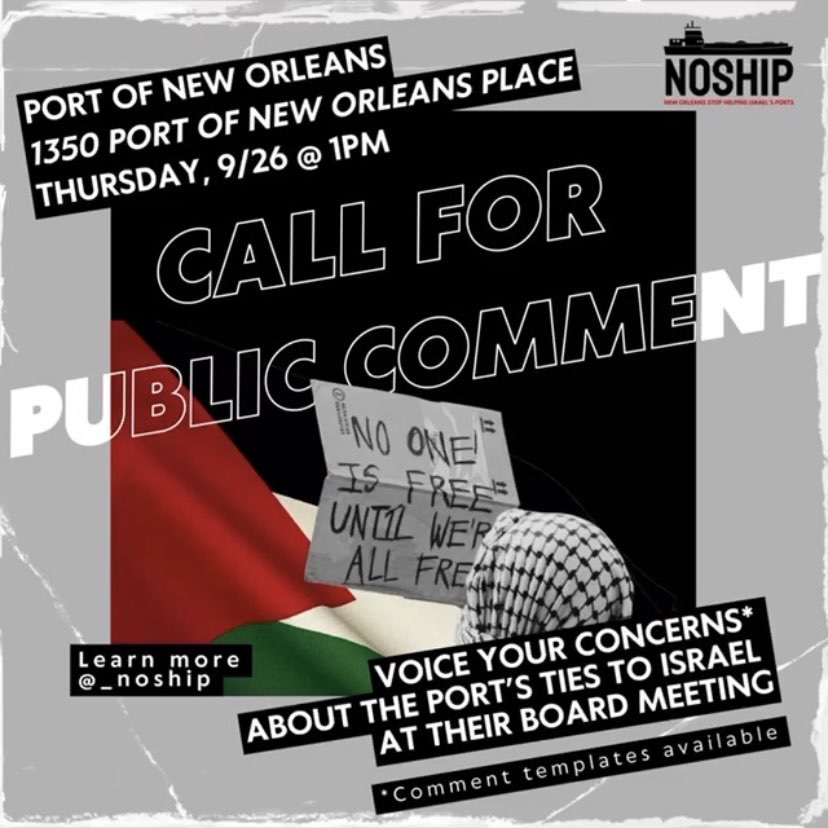 PORT OF NEW ORLEANS
1350 PORT OF NEW ORLEANS PLACE
THURSDAY, 9/26 @ 1PM
NOSHIP
NEW ORLEANS STOP HELPING ISRAEL'S PORTS
CALL FOR
PUBLIC COMMENT
NO ONE!
IS FREE
UNTIL WE'R
ALL FRE
Learn more
@_noship
VOICE YOUR CONCERNS*
ABOUT THE PORT'S TIES TO ISRAEL
AT THEIR BOARD MEETING
*Comment templates available